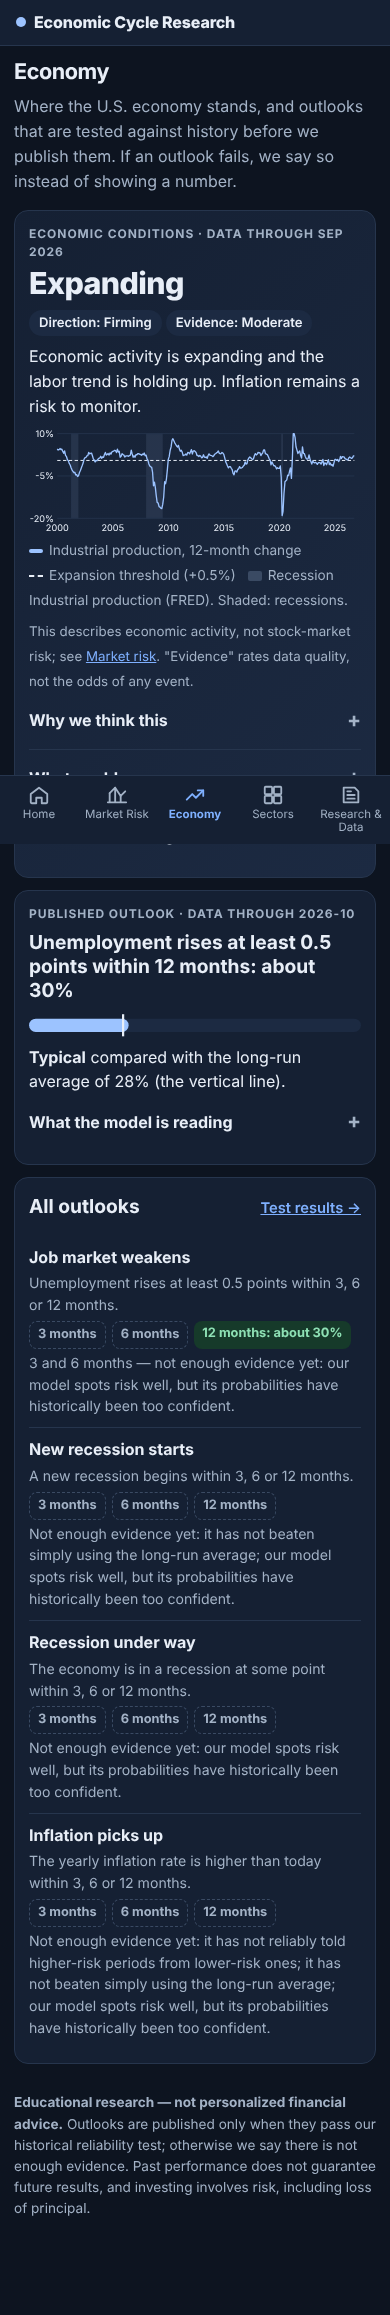 Economic Cycle Research
Economy
Where the U.S. economy stands, and outlooks
that are tested against history before we
publish them. If an outlook fails, we say so
instead of showing a number.
ECONOMIC CONDITIONS · DATA THROUGH SEP
2026
Expanding
Direction: Firming
Evidence: Moderate
Economic activity is expanding and the
labor trend is holding up. Inflation remains a
risk to monitor.
10%
-5%
-20%
2000 2005 2010 2015 2020 2025
Industrial production, 12-month change
Expansion threshold (+0.5%) Recession
Industrial production (FRED). Shaded: recessions.
This describes economic activity, not stock-market
risk; see Market risk. "Evidence" rates data quality,
not the odds of any event.
Why we think this +
Home
Market Risk
Economy
Sectors
Research &
Data
PUBLISHED OUTLOOK · DATA THROUGH 2026-10
Unemployment rises at least 0.5
points within 12 months: about
30%
Typical compared with the long-run
average of 28% (the vertical line).
What the model is reading +
All outlooks
Test results →
Job market weakens
Unemployment rises at least 0.5 points within 3, 6
or 12 months.
3 months 6 months 12 months: about 30%
3 and 6 months — not enough evidence yet: our
model spots risk well, but its probabilities have
historically been too confident.
New recession starts
A new recession begins within 3, 6 or 12 months.
3 months 6 months 12 months
Not enough evidence yet: it has not beaten
simply using the long-run average; our model
spots risk well, but its probabilities have
historically been too confident.
Recession under way
The economy is in a recession at some point
within 3, 6 or 12 months.
3 months 6 months 12 months
Not enough evidence yet: our model spots risk
well, but its probabilities have historically been
too confident.
Inflation picks up
The yearly inflation rate is higher than today
within 3, 6 or 12 months.
3 months 6 months 12 months
Not enough evidence yet: it has not reliably told
higher-risk periods from lower-risk ones; it has
not beaten simply using the long-run average;
our model spots risk well, but its probabilities
have historically been too confident.
Educational research — not personalized financial
advice. Outlooks are published only when they pass our
historical reliability test; otherwise we say there is not
enough evidence. Past performance does not guarantee
future results, and investing involves risk, including loss
of principal.